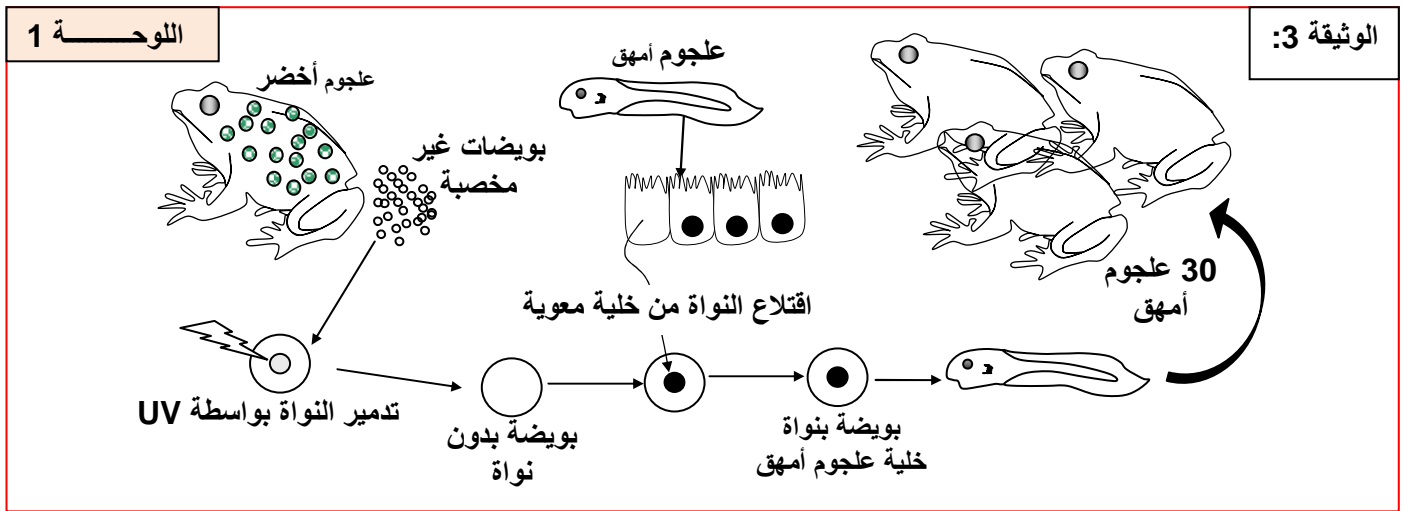 الوثيقة 3:
اللوحـــــــــة 1
علجوم أخضر
علجوم أمهق
بويضات غير
مخصبة
30 علجوم
أمهق
اقتلاع النواة من خلية معوية
تدمير النواة بواسطة UV
بويضة بدون
نواة
بويضة بنواة
خلية علجوم أمهق